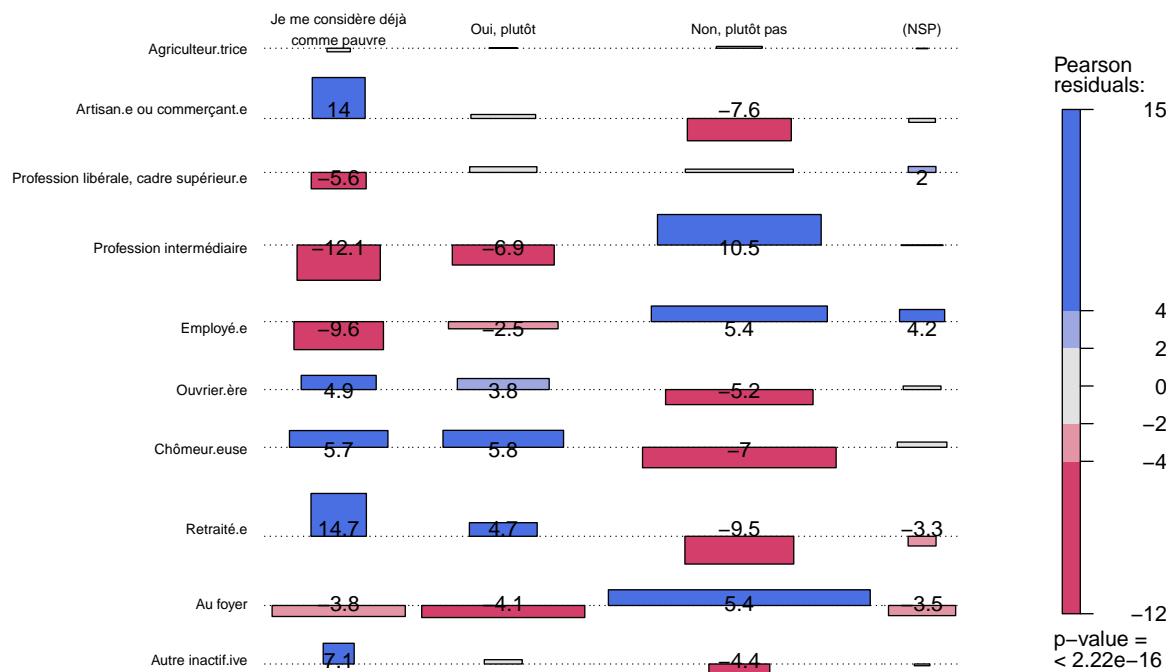 Je me considère déjà
comme pauvre
Oui, plutôt
Non, plutôt pas
(NSP)
Agriculteur.trice
Artisan.e ou commerçant.e
14
−7.6
Profession libérale, cadre supérieur.e
−5.6
2
Profession intermédiaire
−12.1
−6.9
10.5
Employé.e
−9.6
−2.5
5.4
4.2
Ouvrier.ère
4.9
3.8
−5.2
Chômeur.euse
5.7
5.8
−7
Retraité.e
14.7
4.7
−9.5
−3.3
Au foyer
−3.8
−4.1
5.4
−3.5
Autre inactif.ive
7.1
−4.4
Pearson
residuals:
15
4
2
0
−2
−4
−12
p−value =
< 2.22e−16